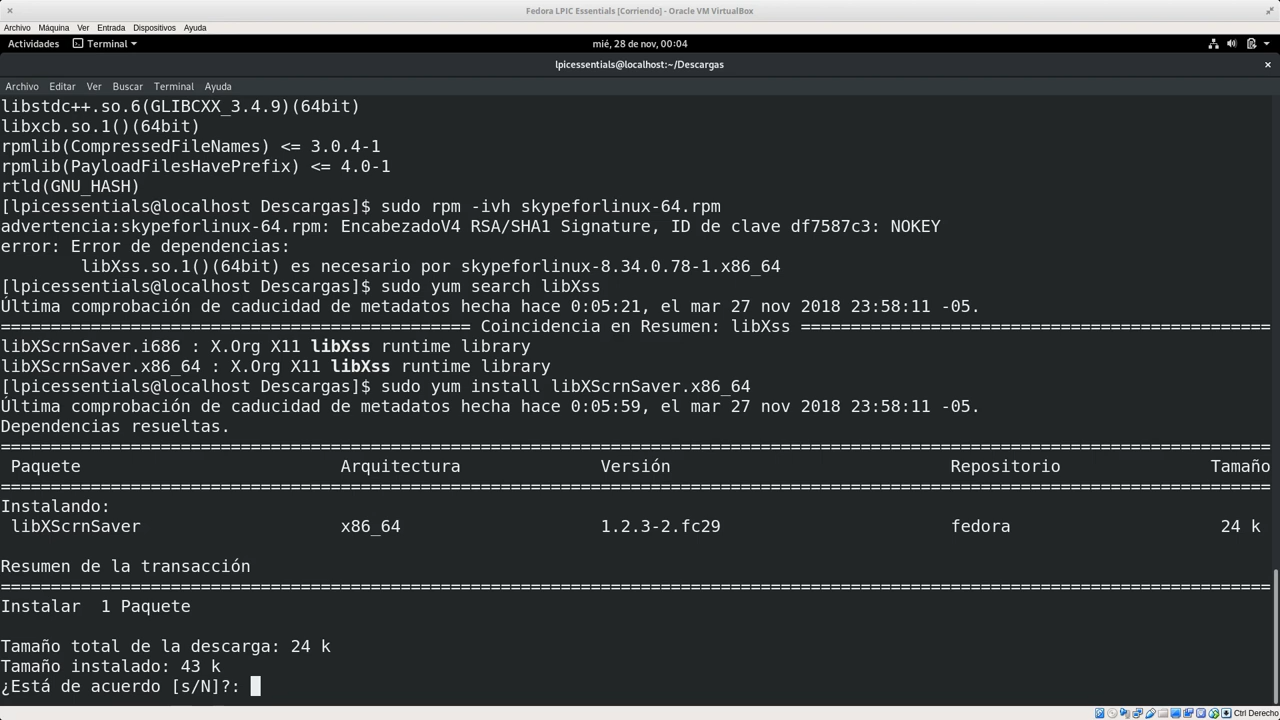 Fedora LPIC Essentials [Corriendo] - Oracle VM VirtualBox
Archivo Máquina Ver Entrada Dispositivos Ayuda
Actividades Terminal mié, 28 de nov, 00:04
lpicessentials@localhost:~/Descargas
Archivo Editar Ver Buscar Terminal Ayuda
libstdc++.so.6(GLIBCXX_3.4.9)(64bit)
libxcb.so.1()(64bit)
rpmlib(CompressedFileNames) <= 3.0.4-1
rpmlib(PayloadFilesHavePrefix) <= 4.0-1
rtld(GNU_HASH)
[lpicessentials@localhost Descargas]$ sudo rpm -ivh skypeforlinux-64.rpm
advertencia:skypeforlinux-64.rpm: EncabezadoV4 RSA/SHA1 Signature, ID de clave df7587c3: NOKEY
error: Error de dependencias:
        libXss.so.1()(64bit) es necesario por skypeforlinux-8.34.0.78-1.x86_64
[lpicessentials@localhost Descargas]$ sudo yum search libXss
Última comprobación de caducidad de metadatos hecha hace 0:05:21, el mar 27 nov 2018 23:58:11 -05.
=============================================== Coincidencia en Resumen: libXss ================================================
libXScrnSaver.i686 : X.Org X11 libXss runtime library
libXScrnSaver.x86_64 : X.Org X11 libXss runtime library
[lpicessentials@localhost Descargas]$ sudo yum install libXScrnSaver.x86_64
Última comprobación de caducidad de metadatos hecha hace 0:05:59, el mar 27 nov 2018 23:58:11 -05.
Dependencias resueltas.
===============================================================================================================================
Paquete Arquitectura Versión Repositorio Tamaño
===============================================================================================================================
Instalando:
libXScrnSaver x86_64 1.2.3-2.fc29 fedora 24 k
Resumen de la transacción
===============================================================================================================================
Instalar  1 Paquete
Tamaño total de la descarga: 24 k
Tamaño instalado: 43 k
¿Está de acuerdo [s/N]?:
Ctrl Derecho